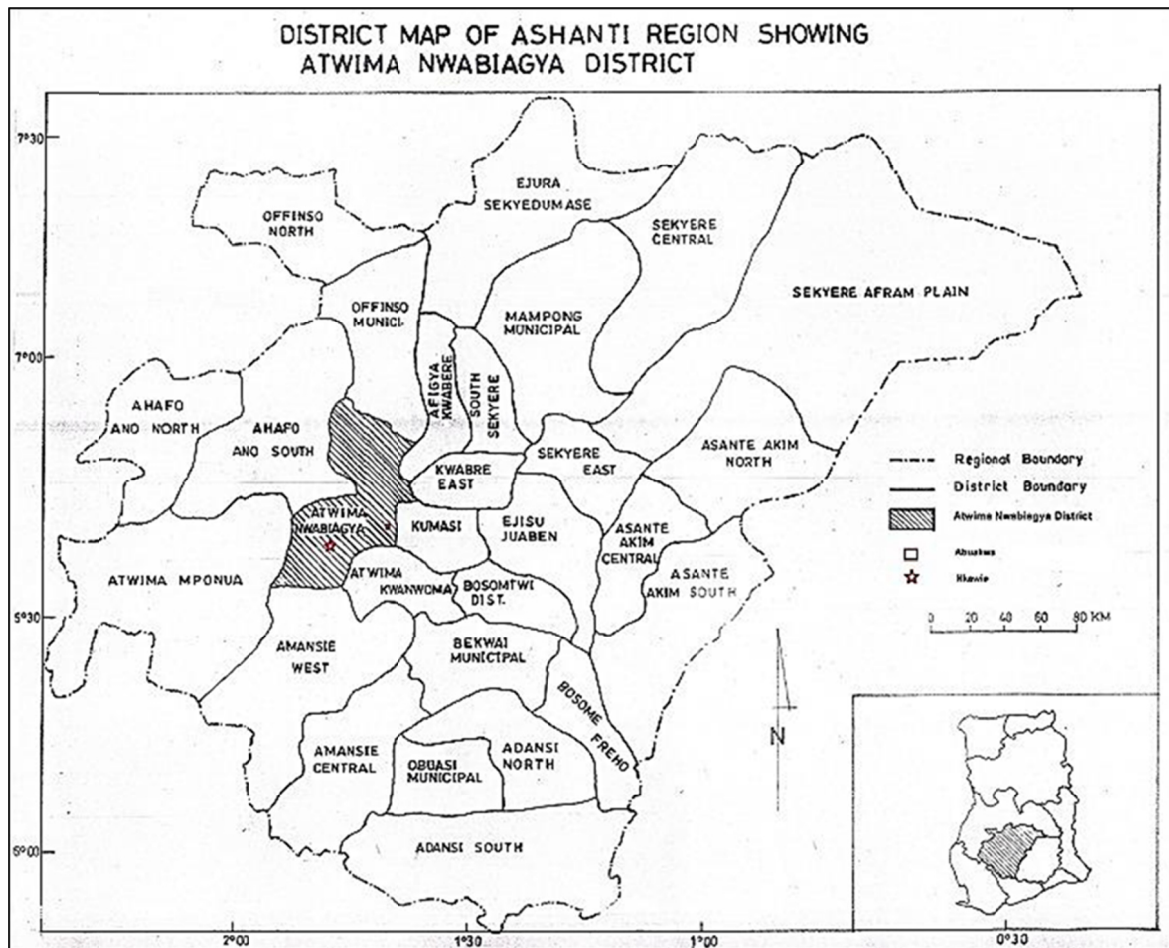 DISTRICT MAP OF ASHANTI REGION SHOWING
ATWIMA NWABIAGYA DISTRICT
7°30
EJURA
SEKYEDUMASE
OFFINSO
NORTH
SEKYERE
CENTRAL
SEKYERE AFRAM PLAIN
OFFINSO
MUNICI-
MAMPONG
MUNICIPAL
7°00
AFIGYA
KWABERE
SOUTH
SEKYERE
AHAFO
ANO NORTH
AHAFO
ANO SOUTH
ASANTE AKIM
NORTH
SEKYERE
EAST
KWABRE
EAST
Regional Boundary
District Boundary
Atwima Nwabiagya District
Abuakwa
Nkawie
ATWIMA
NWABIAGYA
KUMASI
EJISU
JUABEN
ASANTE
AKIM
CENTRAL
ATWIMA MPONUA
ATWIMA
KWANWOMA
BOSOMTWI
DIST.
ASANTE
AKIM SOUTH
0 20 40 60 80 KM
6°30
AMANSIE
WEST
BEKWAI
MUNICIPAL
BOSOME
FREHO
N
AMANSIE
CENTRAL
OBUASI
MUNICIPAL
ADANSI
NORTH
6°00
ADANSI SOUTH
2°00
1°30
1°00
0°30